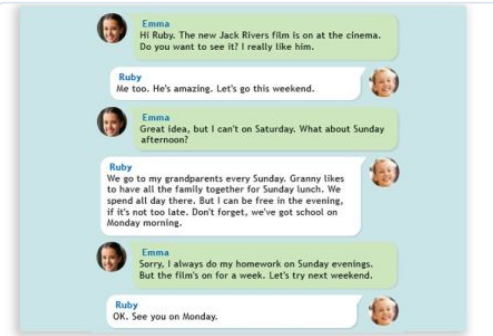 Emma
Hi Ruby. The new Jack Rivers film is on at the cinema.
Do you want to see it? I really like him.
Ruby
Me too. He's amazing. Let's go this weekend.
Emma
Great idea, but I can't on Saturday. What about Sunday
afternoon?
Ruby
We go to my grandparents every Sunday. Granny likes
to have all the family together for Sunday lunch. We
spend all day there. But I can be free in the evening,
if it's not too late. Don't forget, we've got school on
Monday morning.
Emma
Sorry, I always do my homework on Sunday evenings.
But the film's on for a week. Let's try next weekend.
Ruby
OK. See you on Monday.